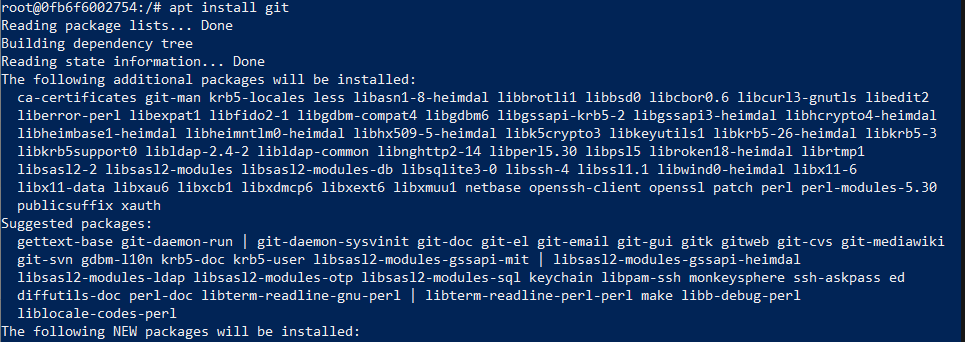 root@0fb6f6002754:/# apt install git
Reading package lists... Done
Building dependency tree
Reading state information... Done
The following additional packages will be installed:
  ca-certificates git-man krb5-locales less libasn1-8-heimdal libbrotli1 libbsd0 libcbor0.6 libcurl3-gnutls libedit2
  liberror-perl libexpat1 libfido2-1 libgdbm-compat4 libgdbm6 libgssapi-krb5-2 libgssapi3-heimdal libhcrypto4-heimdal
  libheimbase1-heimdal libheimntlm0-heimdal libhx509-5-heimdal libk5crypto3 libkeyutils1 libkrb5-26-heimdal libkrb5-3
  libkrb5support0 libldap-2.4-2 libldap-common libnghttp2-14 libperl5.30 libpsl5 libroken18-heimdal librtmp1
  libsasl2-2 libsasl2-modules libsasl2-modules-db libsqlite3-0 libssh-4 libssl1.1 libwind0-heimdal libx11-6
  libx11-data libxau6 libxcb1 libxdmcp6 libxext6 libxmuu1 netbase openssh-client openssl patch perl perl-modules-5.30
  publicsuffix xauth
Suggested packages:
  gettext-base git-daemon-run | git-daemon-sysvinit git-doc git-el git-email git-gui gitk gitweb git-cvs git-mediawiki
  git-svn gdbm-l10n krb5-doc krb5-user libsasl2-modules-gssapi-mit | libsasl2-modules-gssapi-heimdal
  libsasl2-modules-ldap libsasl2-modules-otp libsasl2-modules-sql keychain libpam-ssh monkeysphere ssh-askpass ed
  diffutils-doc perl-doc libterm-readline-gnu-perl | libterm-readline-perl-perl make libb-debug-perl
  liblocale-codes-perl
The following NEW packages will be installed: